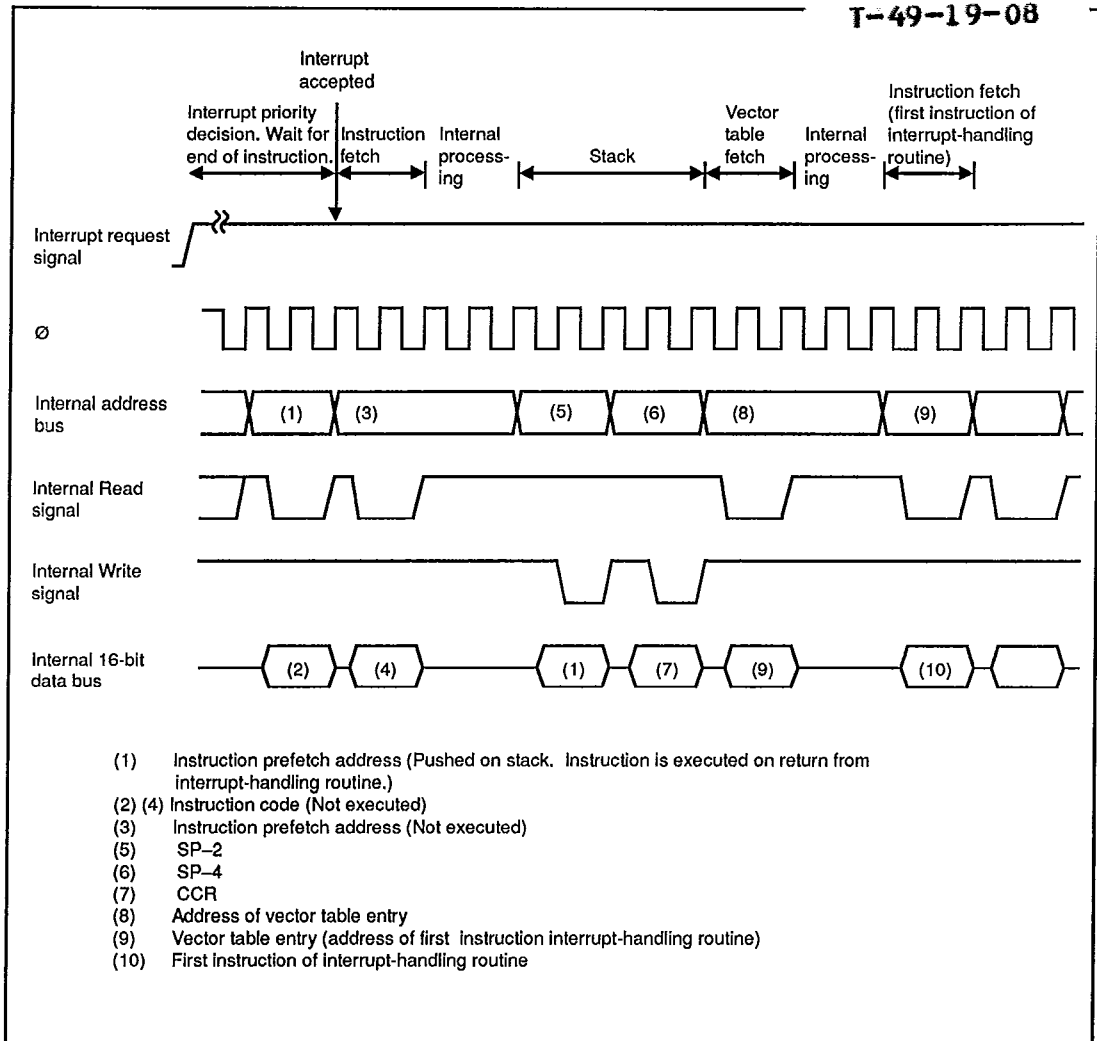 T-49-19-08
Interrupt
accepted
Interrupt priority
decision. Wait for
end of instruction.
Instruction
fetch
Internal
process-
ing
Stack
Vector
table
fetch
Internal
process-
ing
Instruction fetch
(first instruction of
interrupt-handling
routine)
Interrupt request
signal
Ø
Internal address
bus
(1)
(3)
(5)
(6)
(8)
(9)
Internal Read
signal
Internal Write
signal
Internal 16-bit
data bus
(2)
(4)
(1)
(7)
(9)
(10)
(1) Instruction prefetch address (Pushed on stack. Instruction is executed on return from
interrupt-handling routine.)
(2) (4) Instruction code (Not executed)
(3) Instruction prefetch address (Not executed)
(5) SP–2
(6) SP–4
(7) CCR
(8) Address of vector table entry
(9) Vector table entry (address of first instruction interrupt-handling routine)
(10) First instruction of interrupt-handling routine